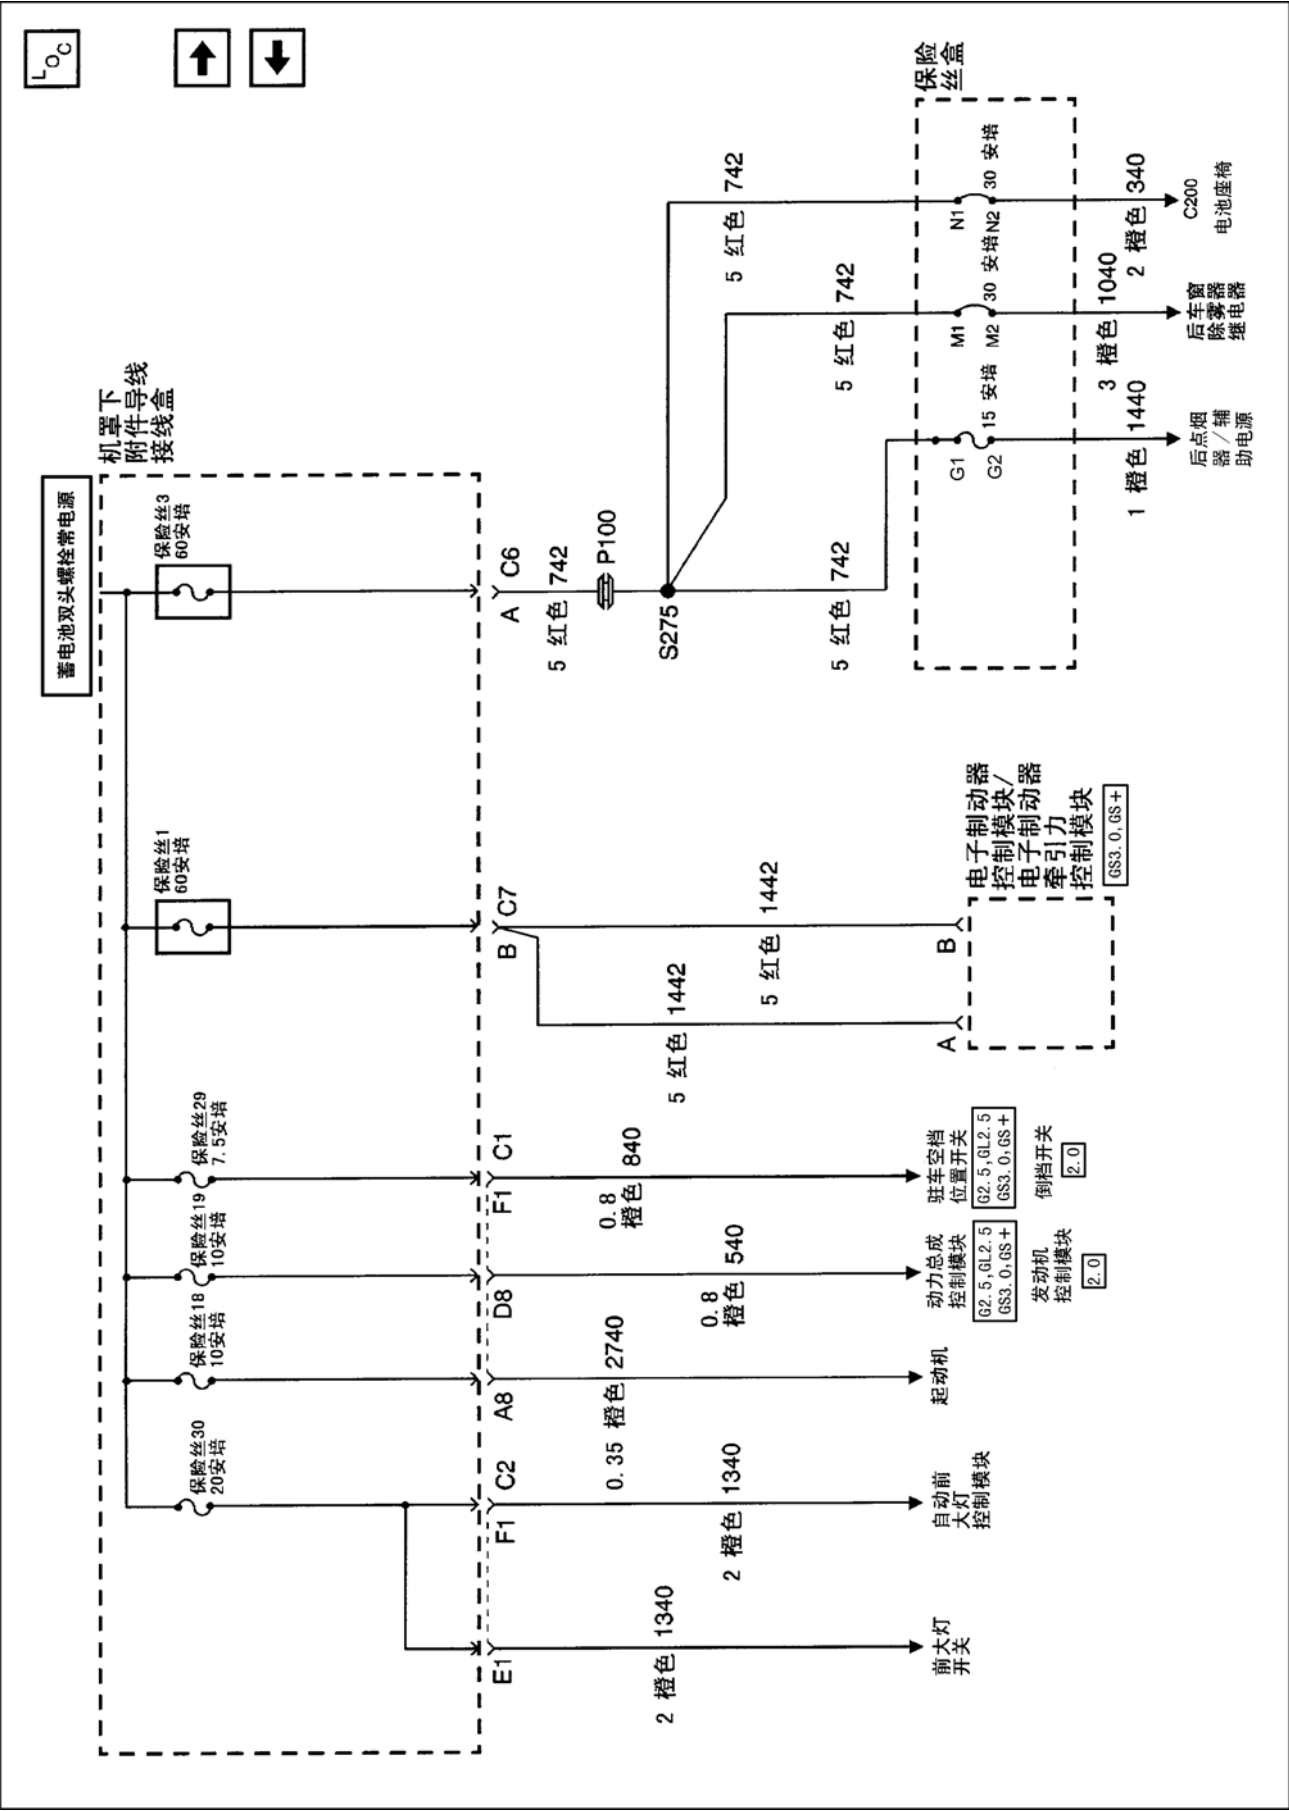 LOC
蓄电池双头螺栓常电源
机罩下
附件导线
接线盒
保险丝30
20安培
保险丝18
10安培
保险丝19
10安培
保险丝29
7.5安培
保险丝1
60安培
保险丝3
60安培
E1
F1
C2
A8
D8
F1
C1
B
C7
A
C6
2 橙色 1340
2 橙色 1340
0.35 橙色 2740
0.8
橙色 540
0.8
橙色 840
5 红色 1442
5 红色 1442
5 红色 742
P100
S275
5 红色 742
5 红色 742
5 红色 742
保险
丝盒
G1
G2
15 安培
M1
M2
30 安培
N1
N2
30 安培
1 橙色 1440
3 橙色 1040
2 橙色 340
前大灯
开关
自动前
大灯
控制模块
起动机
动力总成
控制模块
G2.5,GL2.5
GS3.0,GS+
发动机
控制模块
2.0
驻车空档
位置开关
G2.5,GL2.5
GS3.0,GS+
倒档开关
2.0
A
B
电子制动器
控制模块/
电子制动器
牵引力
控制模块
GS3.0,GS+
后点烟
器/辅
助电源
后车窗
除雾器
继电器
C200
电池座椅